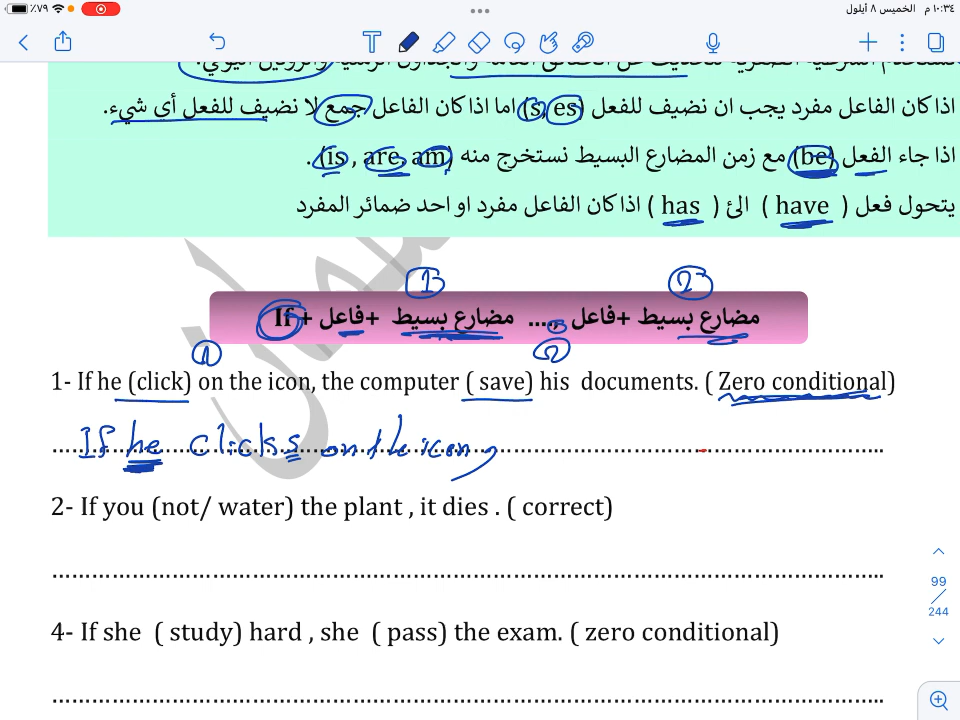 ١٠:٣٤ م الخميس ٨ أيلول
٪٧٩
اذا كان الفاعل مفرد يجب ان نضيف للفعل (s, es) اما اذا كان الفاعل جمع لا نضيف للفعل أي شيء.
اذا جاء الفعل (be) مع زمن المضارع البسيط نستخرج منه (is , are, am) .
يتحول فعل ( have ) الئ ( has ) اذا كان الفاعل مفرد او احد ضمائر المفرد
If + فاعل + مضارع بسيط ...., فاعل+ مضارع بسيط
1- If he (click) on the icon, the computer ( save) his documents. ( Zero conditional)
If he clicks on the icon,
2- If you (not/ water) the plant , it dies . ( correct)
4- If she ( study) hard , she ( pass) the exam. ( zero conditional)
99
244